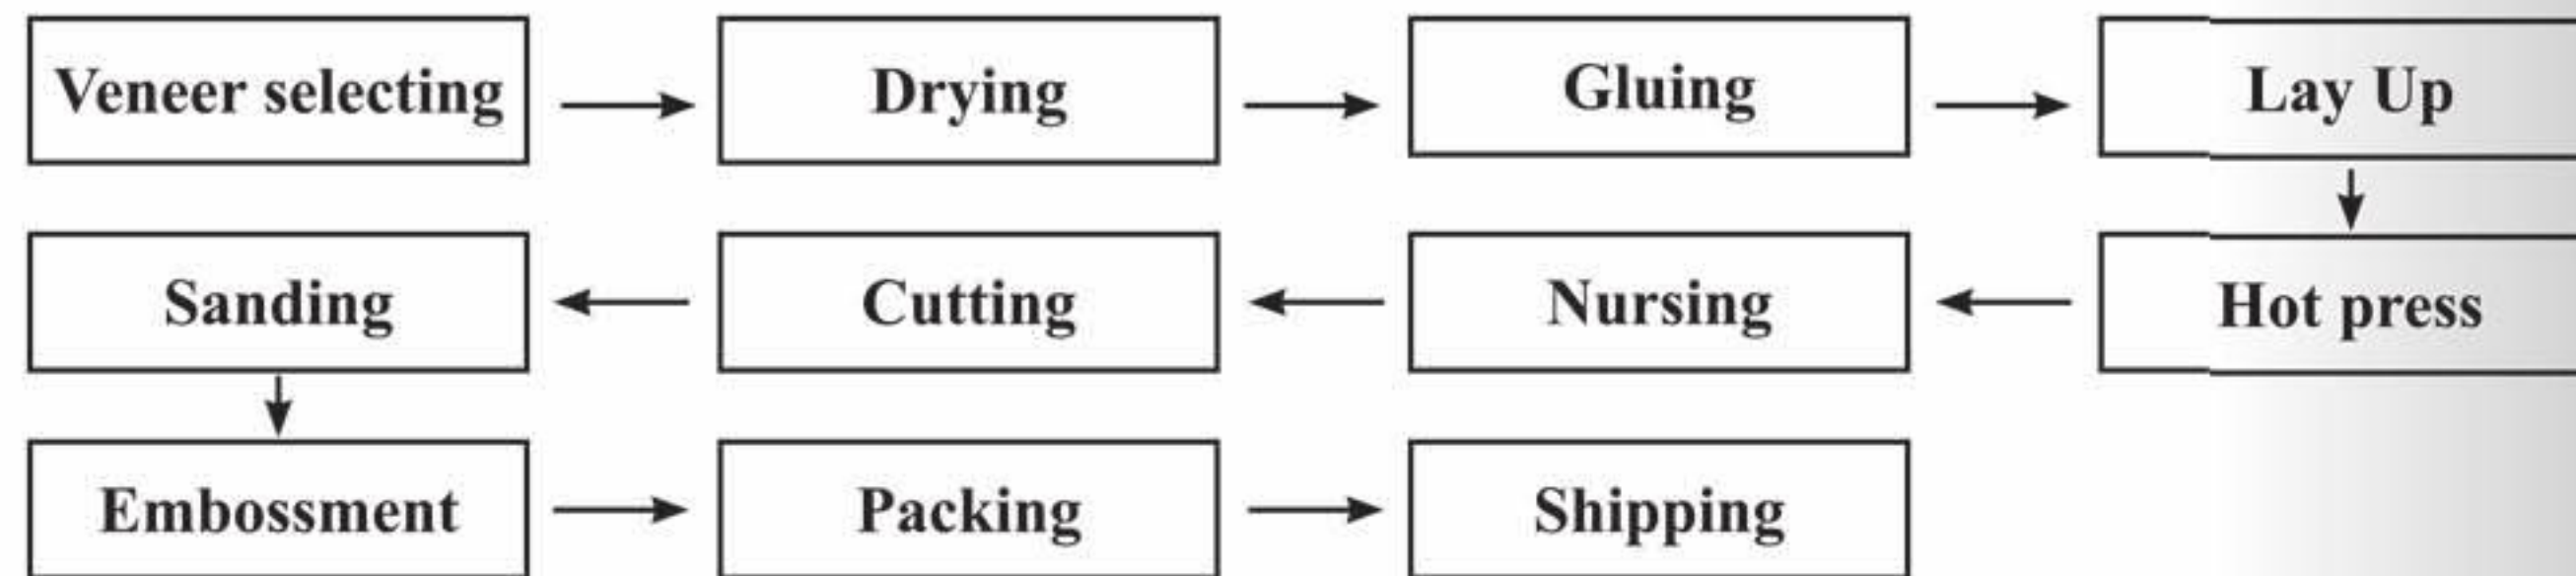 Veneer selecting
Drying
Gluing
Lay Up
Hot press
Nursing
Cutting
Sanding
Embossment
Packing
Shipping